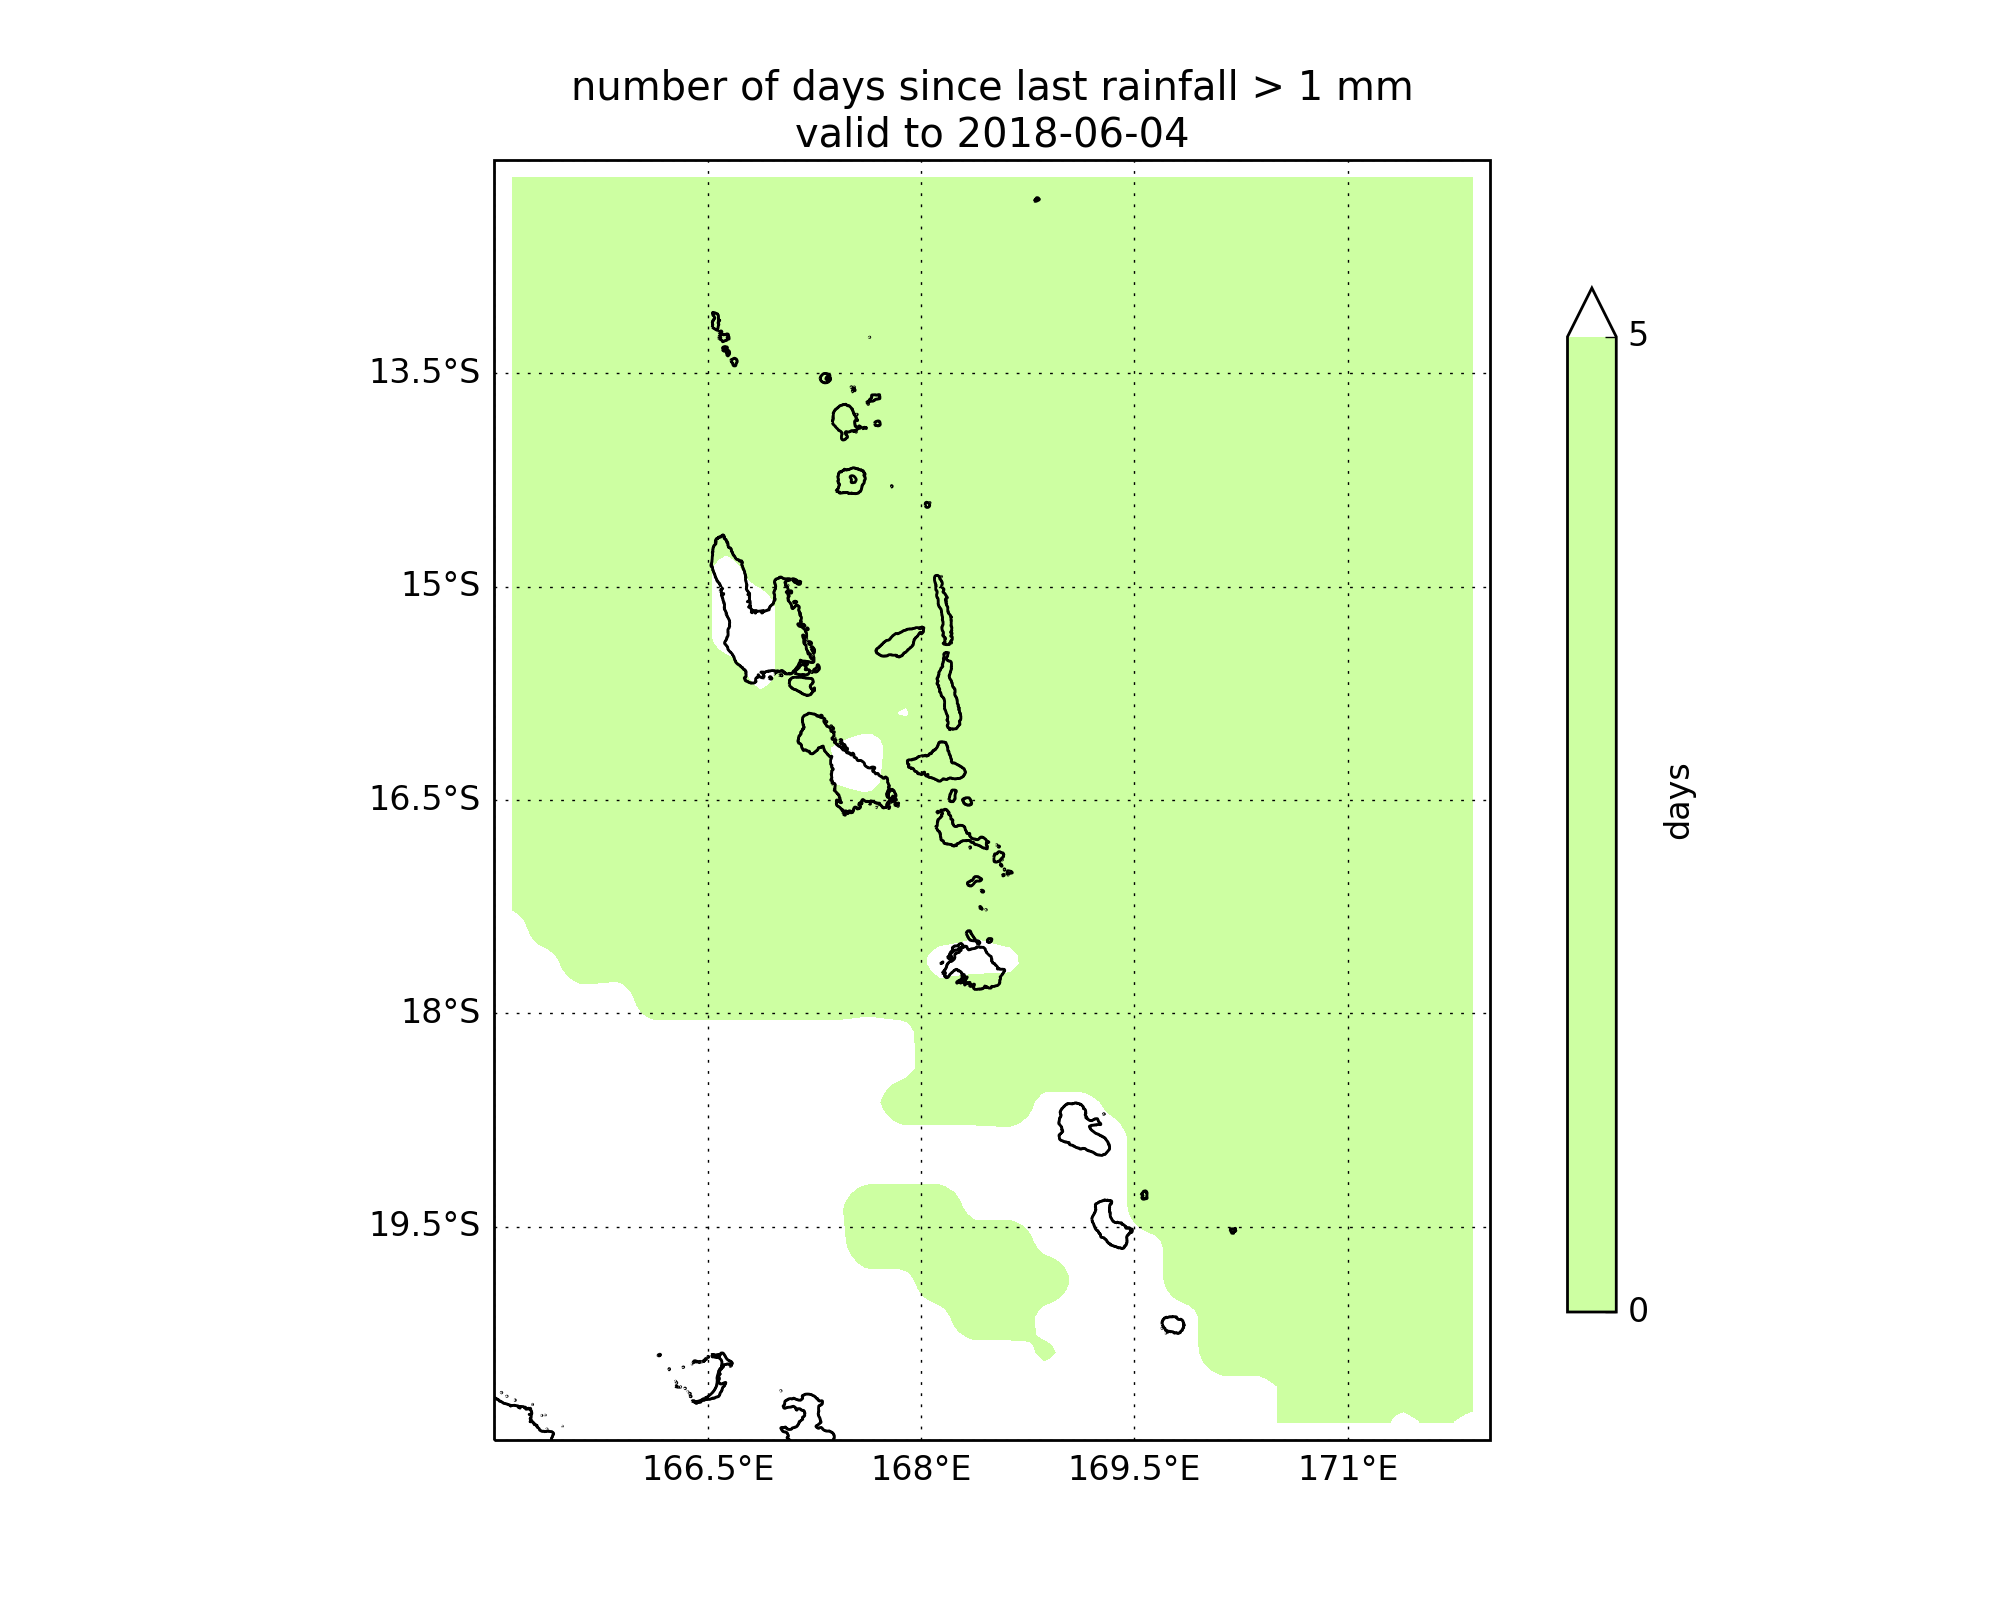 number of days since last rainfall > 1 mm
valid to 2018-06-04
13.5°S
15°S
16.5°S
18°S
19.5°S
166.5°E
168°E
169.5°E
171°E
5
0
days